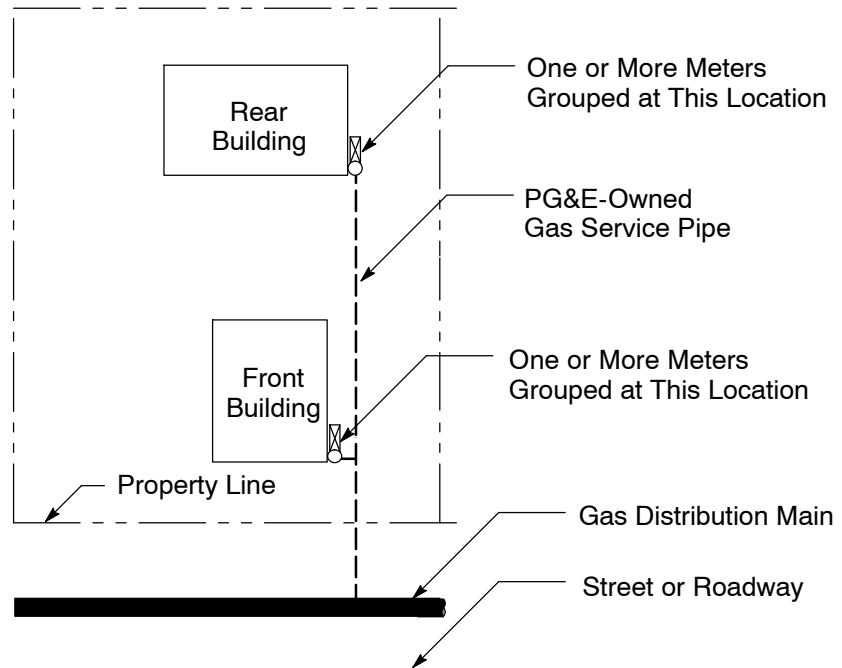 One or More Meters
Grouped at This Location
Rear
Building
PG&E-Owned
Gas Service Pipe
One or More Meters
Grouped at This Location
Front
Building
Property Line
Gas Distribution Main
Street or Roadway